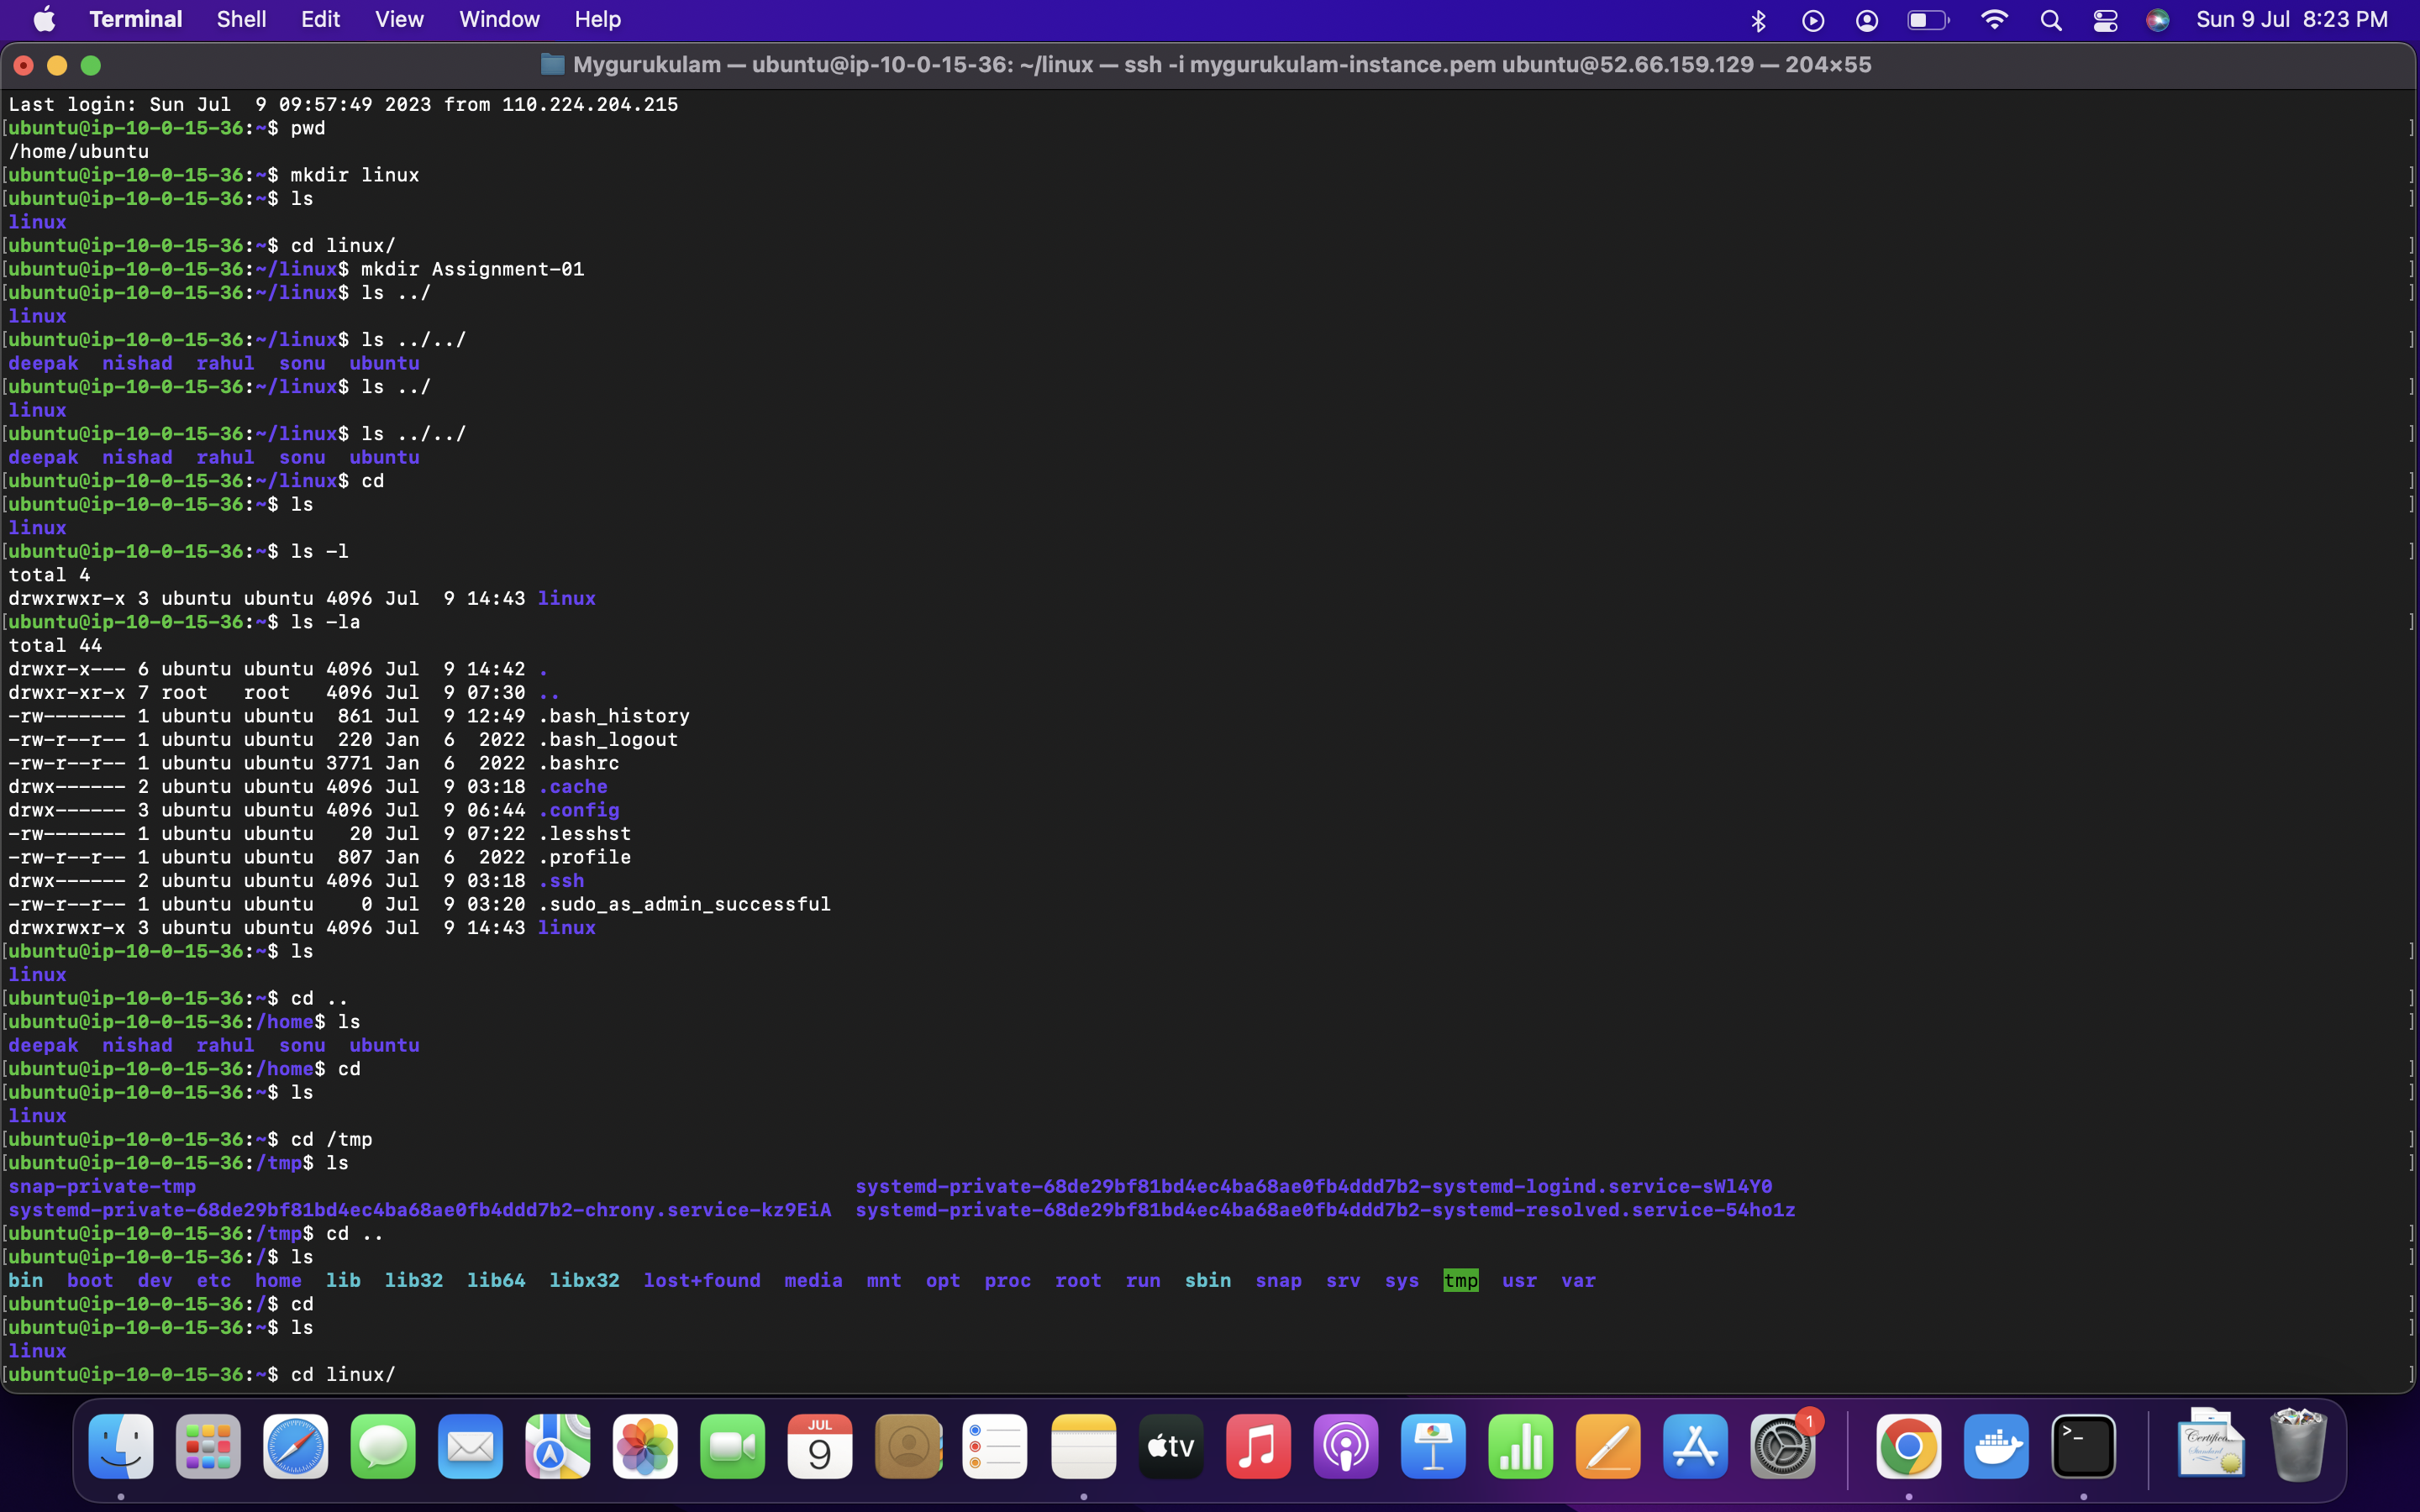 Terminal Shell Edit View Window Help Sun 9 Jul 8:23 PM
Mygurukulam — ubuntu@ip-10-0-15-36: ~/linux — ssh -i mygurukulam-instance.pem ubuntu@52.66.159.129 — 204×55
Last login: Sun Jul  9 09:57:49 2023 from 110.224.204.215
[ubuntu@ip-10-0-15-36:~$ pwd ]
/home/ubuntu
[ubuntu@ip-10-0-15-36:~$ mkdir linux ]
[ubuntu@ip-10-0-15-36:~$ ls ]
linux
[ubuntu@ip-10-0-15-36:~$ cd linux/ ]
[ubuntu@ip-10-0-15-36:~/linux$ mkdir Assignment-01 ]
[ubuntu@ip-10-0-15-36:~/linux$ ls ../ ]
linux
[ubuntu@ip-10-0-15-36:~/linux$ ls ../../ ]
deepak  nishad  rahul  sonu  ubuntu
[ubuntu@ip-10-0-15-36:~/linux$ ls ../ ]
linux
[ubuntu@ip-10-0-15-36:~/linux$ ls ../../ ]
deepak  nishad  rahul  sonu  ubuntu
[ubuntu@ip-10-0-15-36:~/linux$ cd ]
[ubuntu@ip-10-0-15-36:~$ ls ]
linux
[ubuntu@ip-10-0-15-36:~$ ls -l ]
total 4
drwxrwxr-x 3 ubuntu ubuntu 4096 Jul  9 14:43 linux
[ubuntu@ip-10-0-15-36:~$ ls -la ]
total 44
drwxr-x--- 6 ubuntu ubuntu 4096 Jul  9 14:42 .
drwxr-xr-x 7 root   root   4096 Jul  9 07:30 ..
-rw------- 1 ubuntu ubuntu  861 Jul  9 12:49 .bash_history
-rw-r--r-- 1 ubuntu ubuntu  220 Jan  6  2022 .bash_logout
-rw-r--r-- 1 ubuntu ubuntu 3771 Jan  6  2022 .bashrc
drwx------ 2 ubuntu ubuntu 4096 Jul  9 03:18 .cache
drwx------ 3 ubuntu ubuntu 4096 Jul  9 06:44 .config
-rw------- 1 ubuntu ubuntu   20 Jul  9 07:22 .lesshst
-rw-r--r-- 1 ubuntu ubuntu  807 Jan  6  2022 .profile
drwx------ 2 ubuntu ubuntu 4096 Jul  9 03:18 .ssh
-rw-r--r-- 1 ubuntu ubuntu    0 Jul  9 03:20 .sudo_as_admin_successful
drwxrwxr-x 3 ubuntu ubuntu 4096 Jul  9 14:43 linux
[ubuntu@ip-10-0-15-36:~$ ls ]
linux
[ubuntu@ip-10-0-15-36:~$ cd .. ]
[ubuntu@ip-10-0-15-36:/home$ ls ]
deepak  nishad  rahul  sonu  ubuntu
[ubuntu@ip-10-0-15-36:/home$ cd ]
[ubuntu@ip-10-0-15-36:~$ ls ]
linux
[ubuntu@ip-10-0-15-36:~$ cd /tmp ]
[ubuntu@ip-10-0-15-36:/tmp$ ls ]
snap-private-tmp  systemd-private-68de29bf81bd4ec4ba68ae0fb4ddd7b2-systemd-logind.service-sWl4Y0
systemd-private-68de29bf81bd4ec4ba68ae0fb4ddd7b2-chrony.service-kz9EiA  systemd-private-68de29bf81bd4ec4ba68ae0fb4ddd7b2-systemd-resolved.service-54ho1z
[ubuntu@ip-10-0-15-36:/tmp$ cd .. ]
[ubuntu@ip-10-0-15-36:/$ ls ]
bin  boot  dev  etc  home  lib  lib32  lib64  libx32  lost+found  media  mnt  opt  proc  root  run  sbin  snap  srv  sys  tmp  usr  var
[ubuntu@ip-10-0-15-36:/$ cd ]
[ubuntu@ip-10-0-15-36:~$ ls ]
linux
[ubuntu@ip-10-0-15-36:~$ cd linux/ ]
JUL
9
tv
1
>_